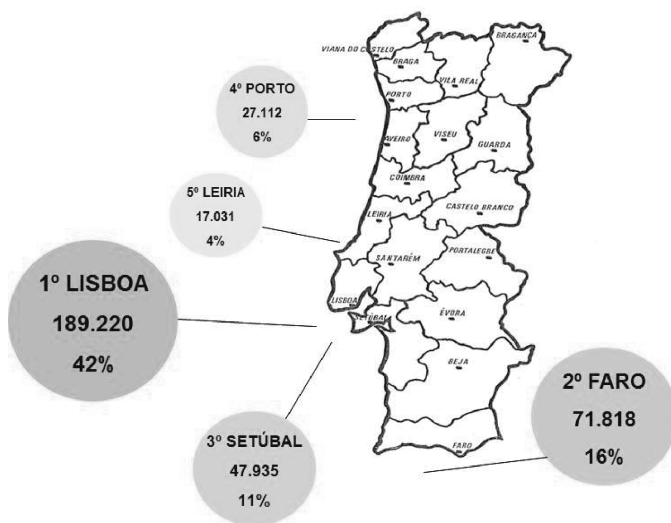 BRAGANÇA
VIANA DO CASTELO
BRAGA
VILA REAL
4º PORTO
27.112
6%
PORTO
AVEIRO
VISEU
GUARDA
COIMBRA
5º LEIRIA
17.031
4%
LEIRIA
CASTELO BRANCO
SANTARÉM
PORTALEGRE
1º LISBOA
189.220
42%
LISBOA
SETÚBAL
ÉVORA
BEJA
2º FARO
71.818
16%
3º SETÚBAL
47.935
11%
FARO